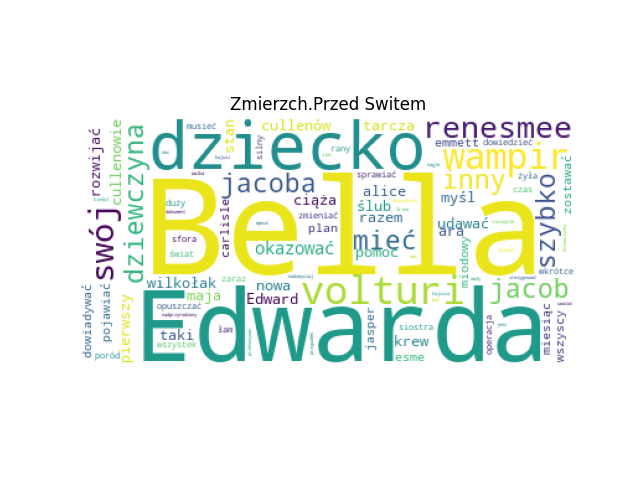 Zmierzch.Przed Switem
musieć
stan
cullenów
tarcza
renesmee
rozwijać
cullenowie
dziewczyna
dziecko
silny
rany
emmett
dowiedzieć
wampir
sprawiać
inny
żyła
czas
zostawać
jacoba
alice
myśl
szybko
Bella
duży
swój
carlisle
ciąża
zmieniać
plan
ślub
razem
udawać
ara
sfora
świat
okazować
mieć
pomoc
miodowy
wkrótce
wilkołak
zaraz
nowa
maja
Edward
volturi
jacob
dowiadywać
pojawiać
pierwszy
opuszczać
Edwarda
taki
łam
wszystek
jasper
siostra
krew
operacja
miesiąc
wszyscy
poród
esme